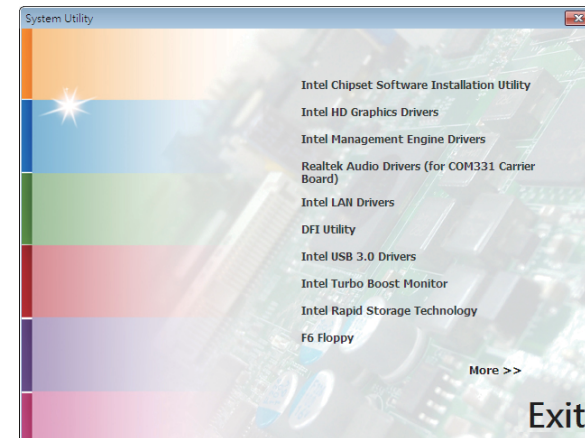 System Utility
Intel Chipset Software Installation Utility
Intel HD Graphics Drivers
Intel Management Engine Drivers
Realtek Audio Drivers (for COM331 Carrier
Board)
Intel LAN Drivers
DFI Utility
Intel USB 3.0 Drivers
Intel Turbo Boost Monitor
Intel Rapid Storage Technology
F6 Floppy
More >>
Exit